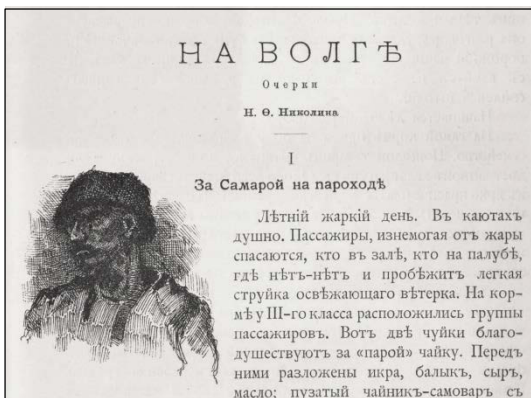 НА ВОЛГѢ
Очерки
Н. Ѳ. Николина
I
За Самарой на пароходѣ
Лѣтній жаркій день. Въ каютахъ
душно. Пассажиры, изнемогая отъ жары
спасаются, кто въ залѣ, кто на палубѣ,
гдѣ нѣтъ-нѣтъ и пробѣжитъ легкая
струйка освѣжающаго вѣтерка. На кор-
мѣ у III-го класса расположились группы
пассажировъ. Вотъ двѣ чуйки благо-
душествуютъ за «парой» чайку. Передъ
ними разложены икра, балыкъ, сыръ,
масло; пузатый чайникъ-самоваръ съ